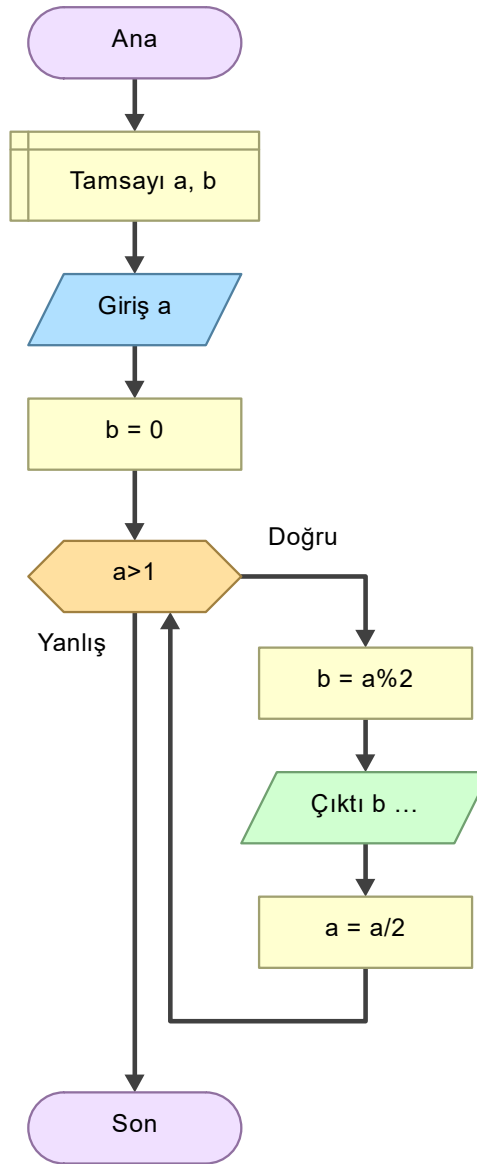 Ana
Tamsayı a, b
Giriş a
b = 0
a>1
Doğru
Yanlış
b = a%2
Çıktı b …
a = a/2
Son